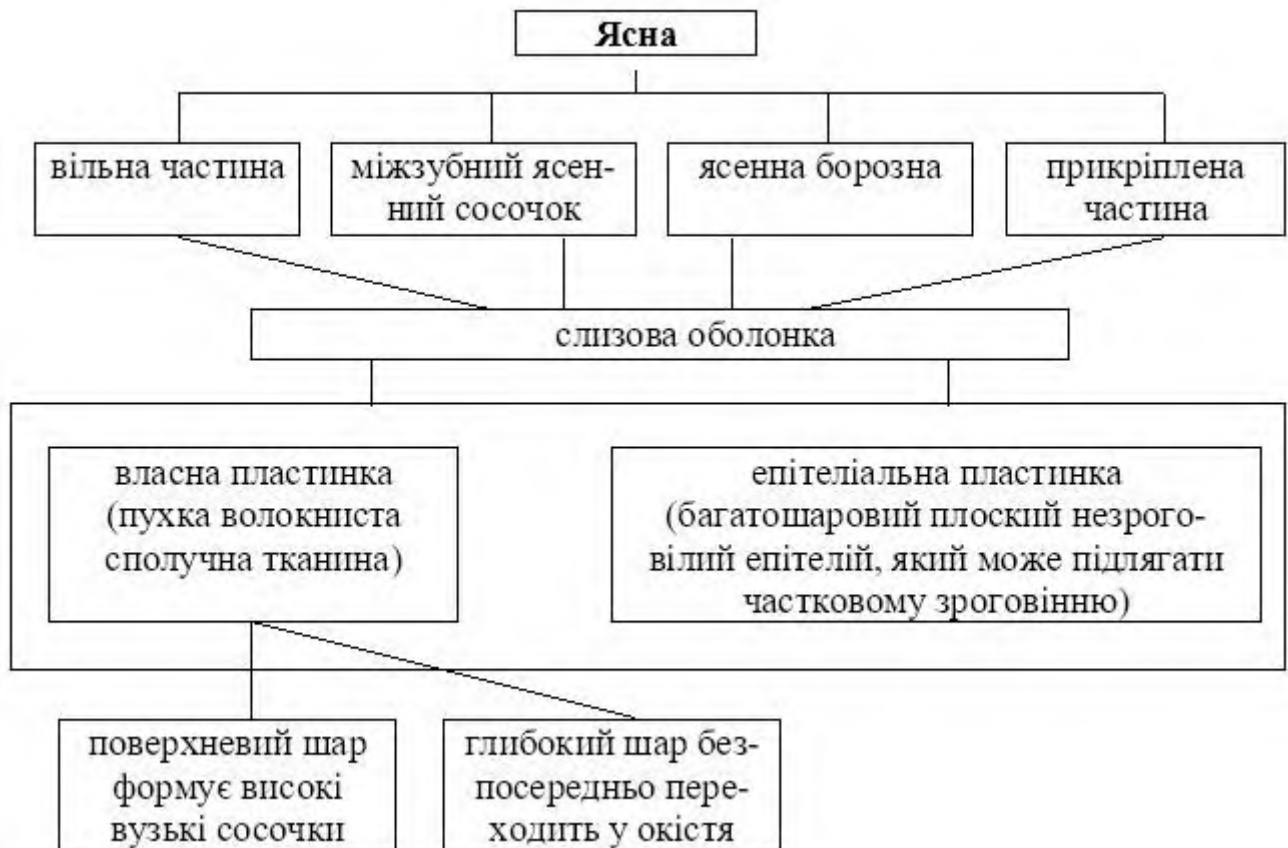 Ясна
вільна частина
міжзубний ясен-
ний сосочок
ясенна борозна
прикріплена
частина
слизова оболонка
власна пластинка
(пухка волокниста
сполучна тканина)
епітеліальна пластинка
(багатошаровий плоский незрого-
вілий епітелій, який може підлягати
частковому зроговінню)
поверхневий шар
формує високі
вузькі сосочки
глибокий шар без-
посередньо пере-
ходить у окістя